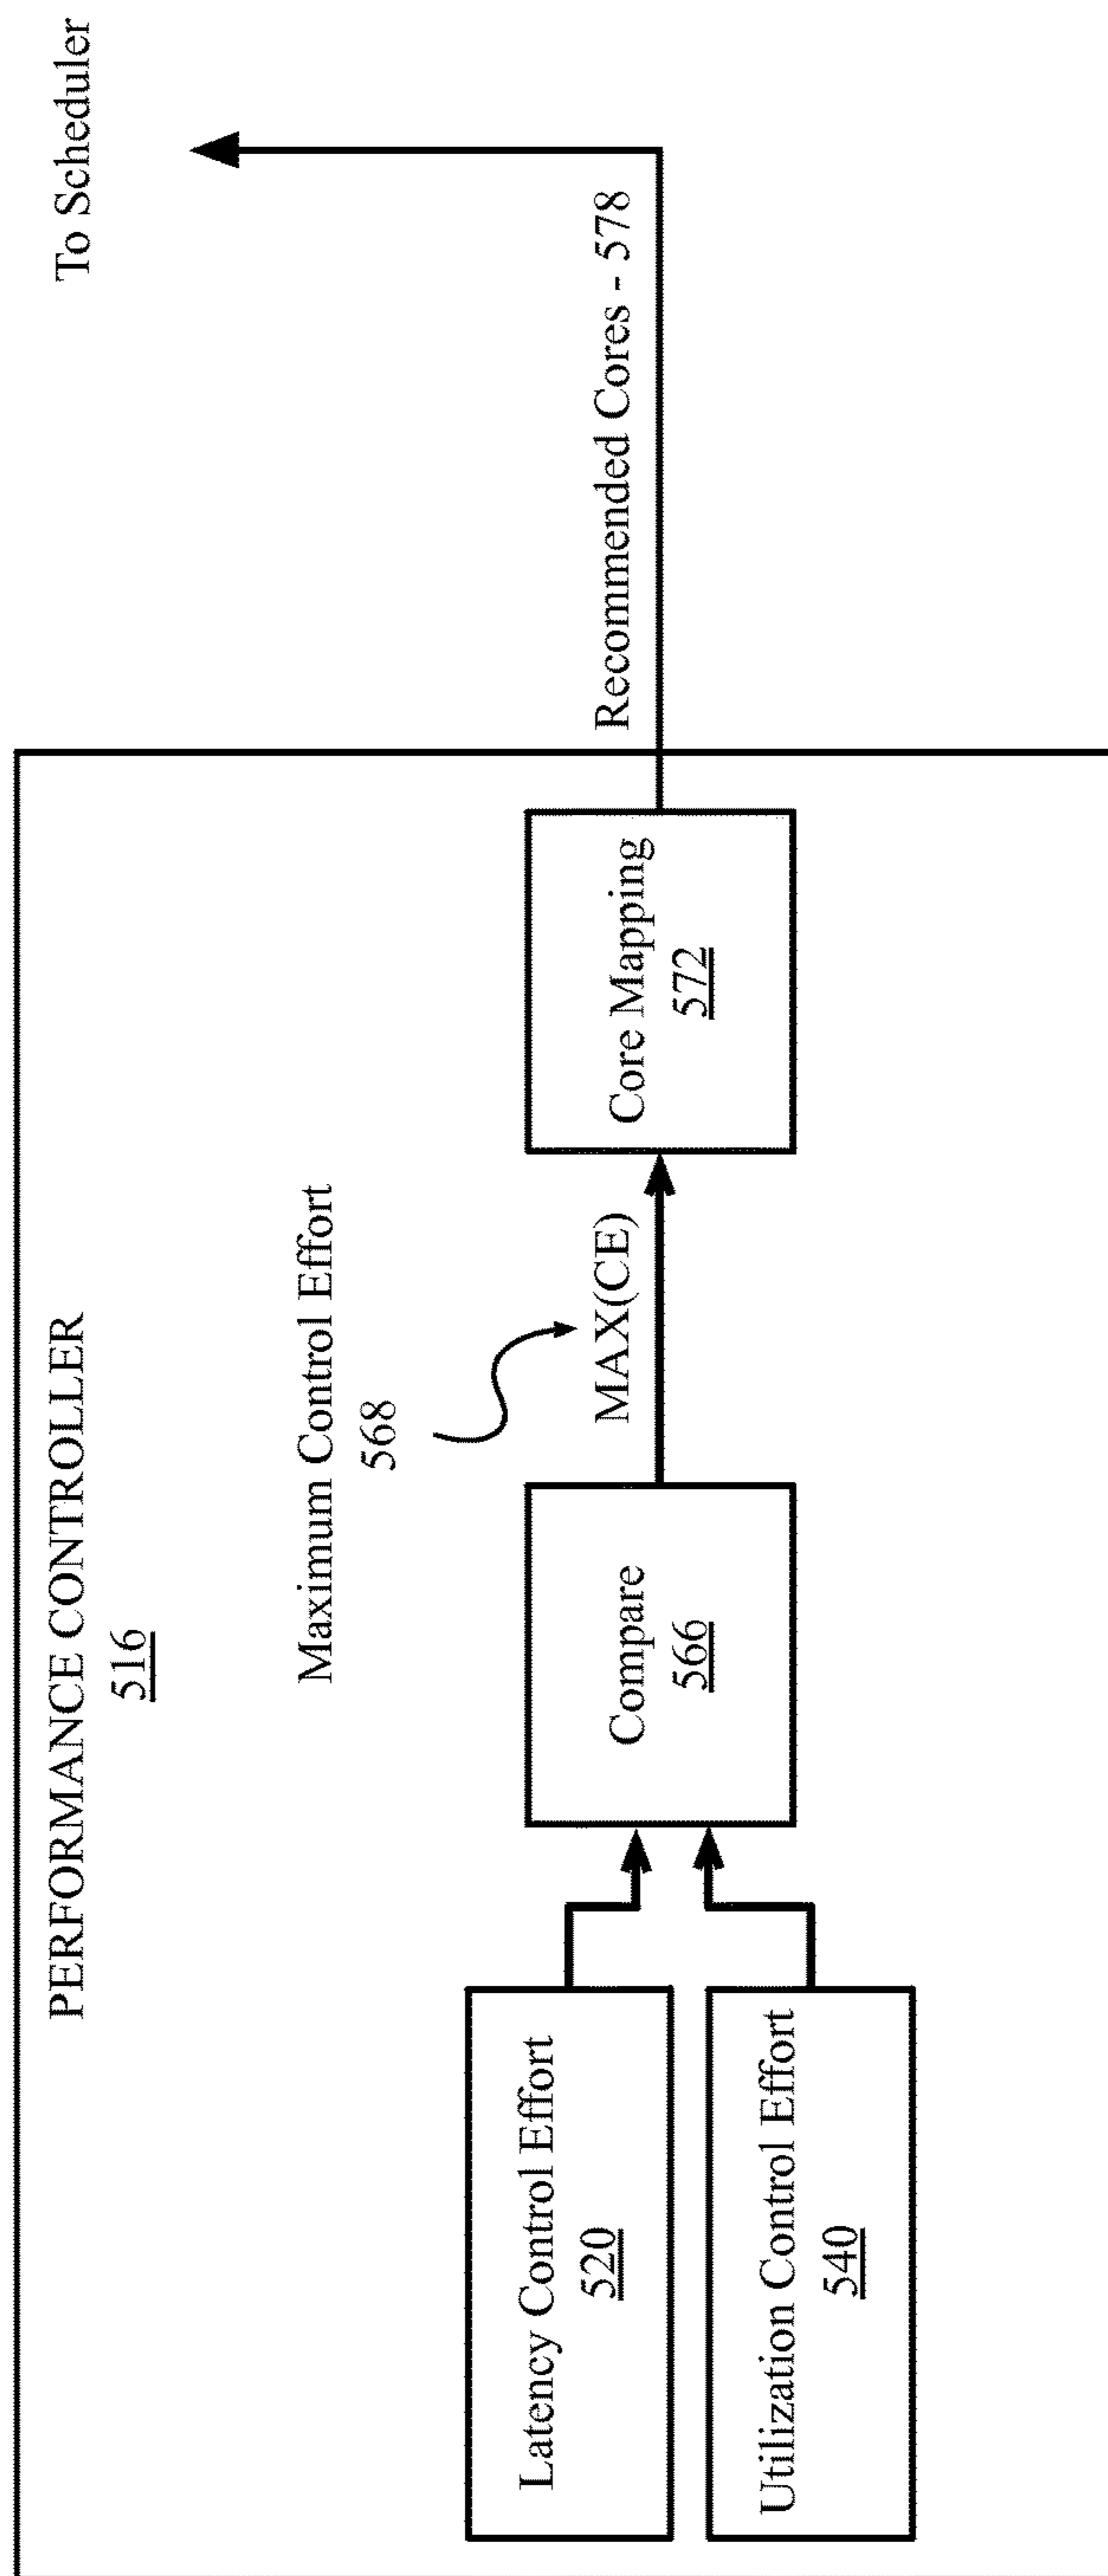 PERFORMANCE CONTROLLER
516
To Scheduler
Maximum Control Effort
568
Latency Control Effort
520
Utilization Control Effort
540
Compare
566
MAX(CE)
Core Mapping
572
Recommended Cores - 578